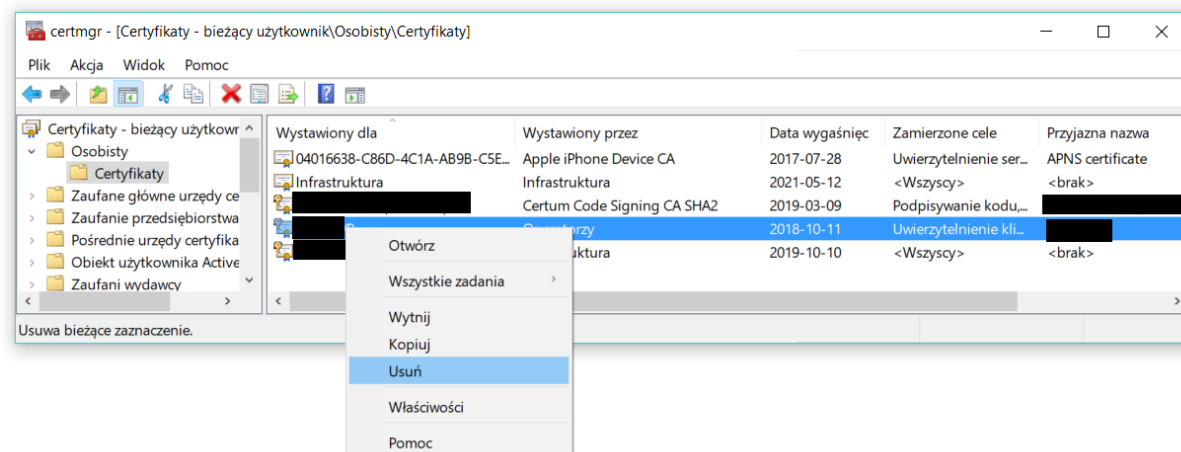 certmgr - [Certyfikaty - bieżący użytkownik\Osobisty\Certyfikaty]
Plik Akcja Widok Pomoc
Certyfikaty - bieżący użytkowr
Osobisty
Certyfikaty
Zaufane główne urzędy ce
Zaufanie przedsiębiorstwa
Pośrednie urzędy certyfika
Obiekt użytkownika Active
Zaufani wydawcy
Wystawiony dla Wystawiony przez Data wygaśnięc Zamierzone cele Przyjazna nazwa
04016638-C86D-4C1A-AB9B-C5E... Apple iPhone Device CA 2017-07-28 Uwierzytelnienie ser... APNS certificate
Infrastruktura Infrastruktura 2021-05-12 <Wszyscy> <brak>
Certum Code Signing CA SHA2 2019-03-09 Podpisywanie kodu,...
2018-10-11 Uwierzytelnienie kli...
uktura 2019-10-10 <Wszyscy> <brak>
Usuwa bieżące zaznaczenie.
Otwórz
Wszystkie zadania
Wytnij
Kopiuj
Usuń
Właściwości
Pomoc